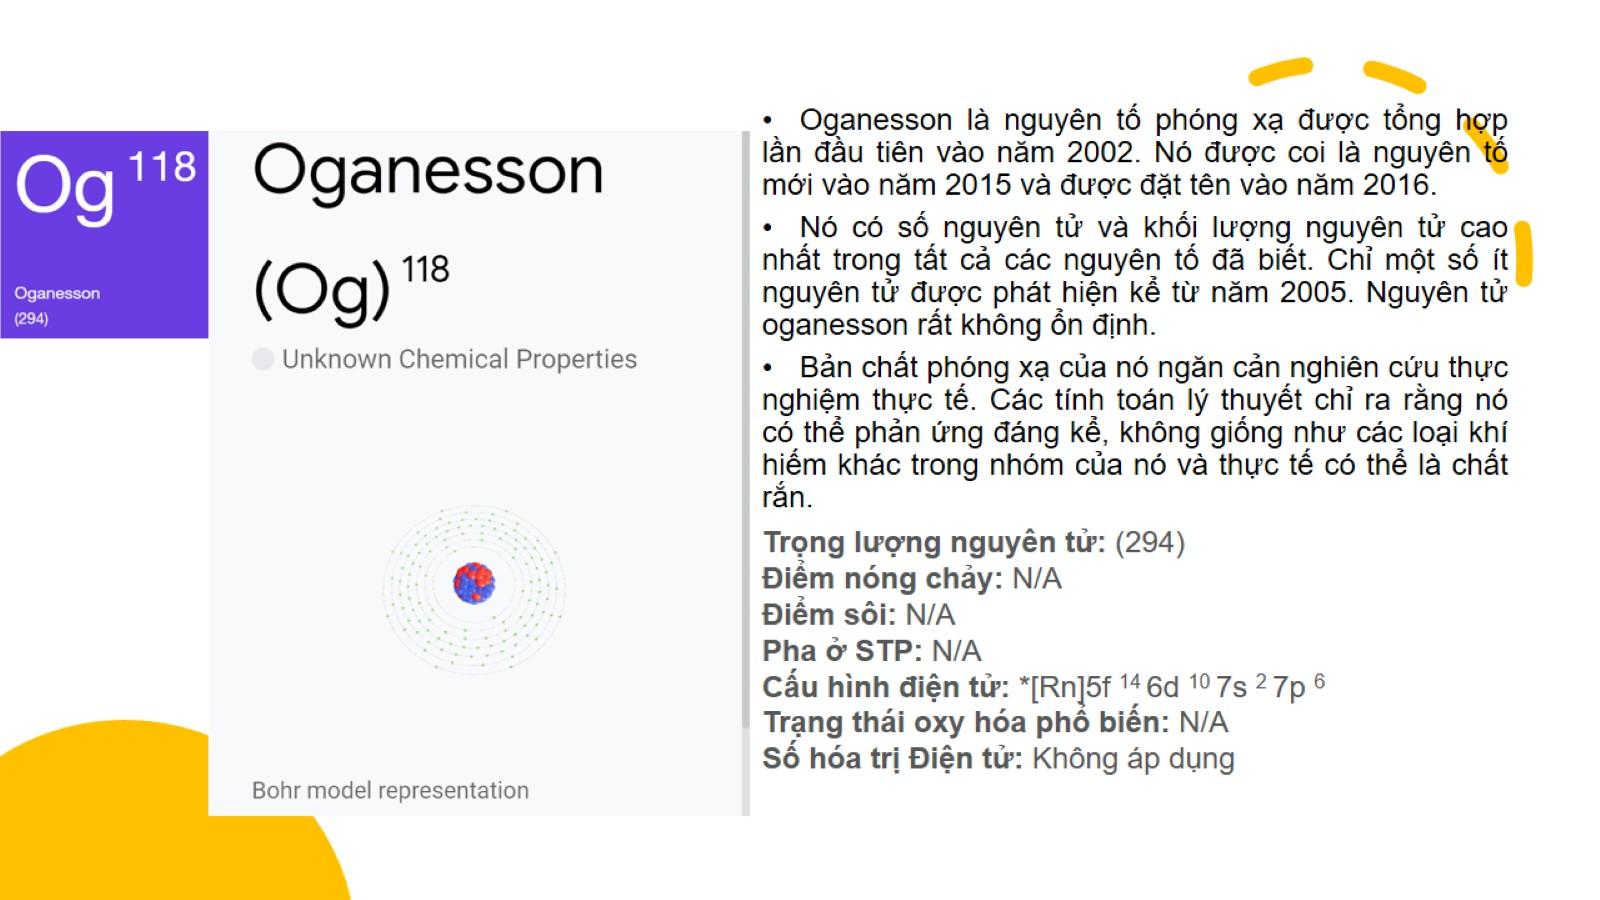 Og 118
Oganesson
(294)
Oganesson
(Og) 118
Unknown Chemical Properties
Bohr model representation
• Oganesson là nguyên tố phóng xạ được tổng hợp
lần đầu tiên vào năm 2002. Nó được coi là nguyên tố
mới vào năm 2015 và được đặt tên vào năm 2016.
• Nó có số nguyên tử và khối lượng nguyên tử cao
nhất trong tất cả các nguyên tố đã biết. Chỉ một số ít
nguyên tử được phát hiện kể từ năm 2005. Nguyên tử
oganesson rất không ổn định.
• Bản chất phóng xạ của nó ngăn cản nghiên cứu thực
nghiệm thực tế. Các tính toán lý thuyết chỉ ra rằng nó
có thể phản ứng đáng kể, không giống như các loại khí
hiếm khác trong nhóm của nó và thực tế có thể là chất
rắn.
Trọng lượng nguyên tử: (294)
Điểm nóng chảy: N/A
Điểm sôi: N/A
Pha ở STP: N/A
Cấu hình điện tử: *[Rn]5f 14 6d 10 7s 2 7p 6
Trạng thái oxy hóa phổ biến: N/A
Số hóa trị Điện tử: Không áp dụng